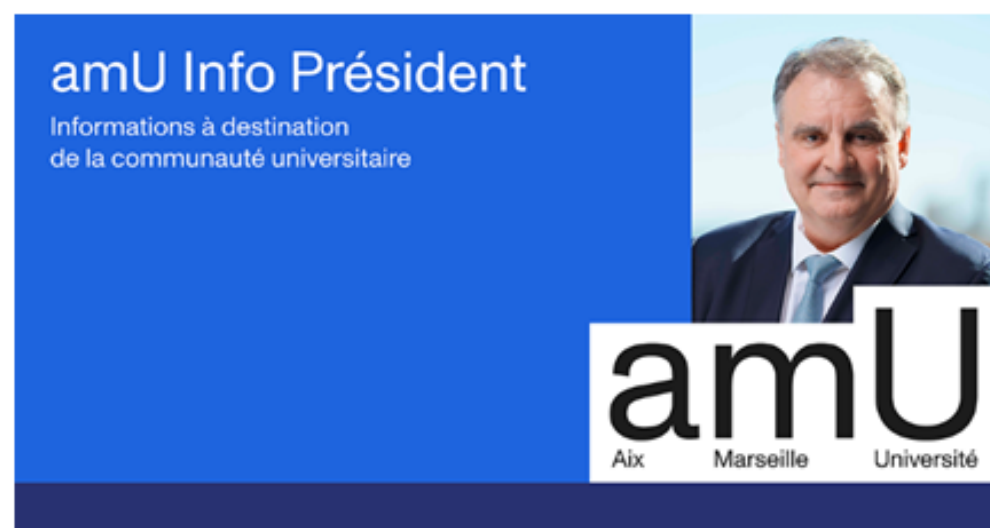 amU Info Président
Informations à destination
de la communauté universitaire
amU
Aix Marseille Université